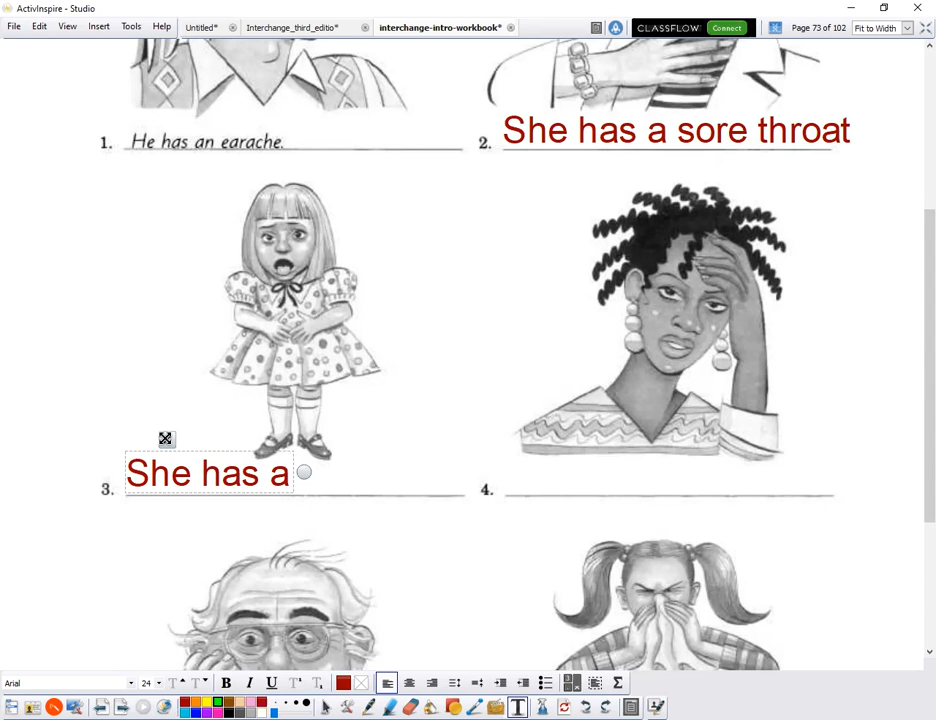 ActivInspire - Studio
File Edit View Insert Tools Help Untitled* Interchange_third_editio* interchange-intro-workbook* CLASSFLOW Connect Page 73 of 102 Fit to Width
1. He has an earache.
2. She has a sore throat
3. She has a
4.
Arial 24 B I U T T Σ
T